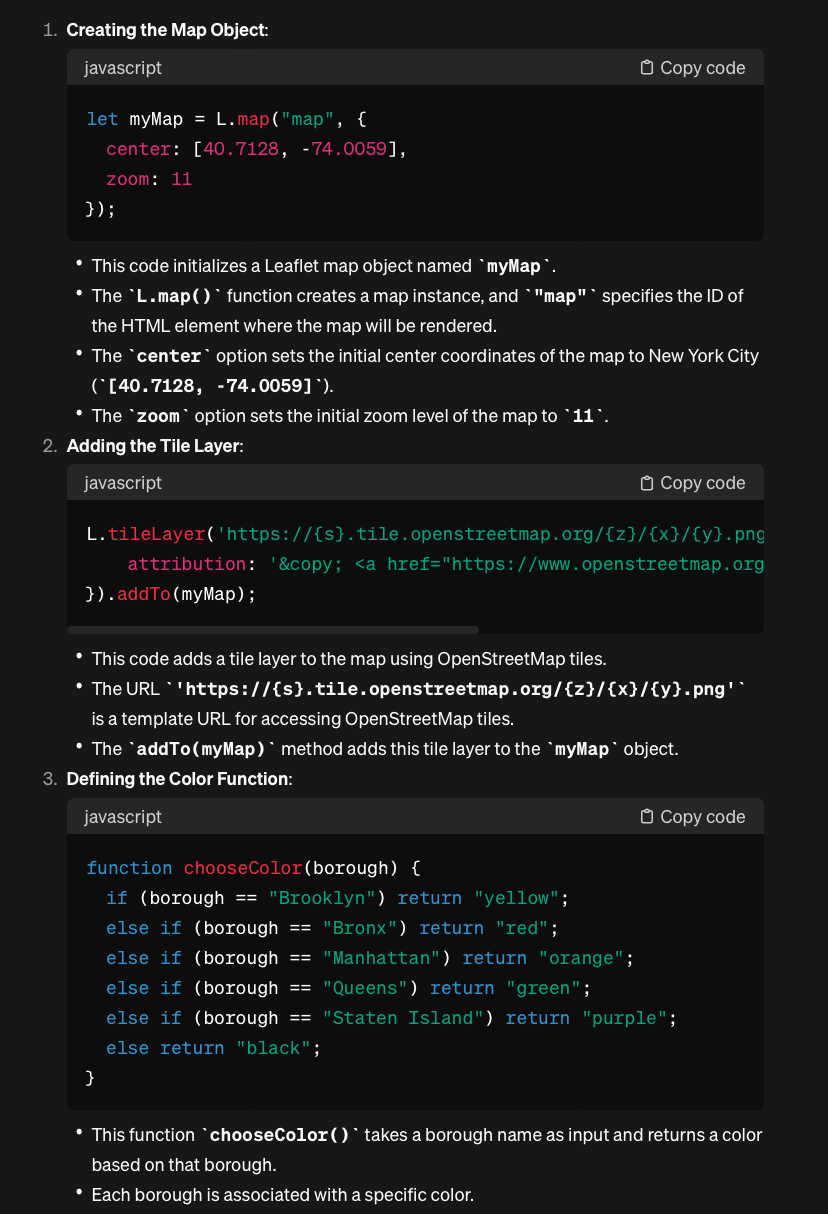 1. Creating the Map Object:
javascript Copy code
let myMap = L.map("map", {
  center: [40.7128, -74.0059],
  zoom: 11
});
• This code initializes a Leaflet map object named `myMap`.
• The `L.map()` function creates a map instance, and `"map"` specifies the ID of
the HTML element where the map will be rendered.
• The `center` option sets the initial center coordinates of the map to New York City
(`[40.7128, -74.0059]`).
• The `zoom` option sets the initial zoom level of the map to `11`.
2. Adding the Tile Layer:
javascript Copy code
L.tileLayer('https://{s}.tile.openstreetmap.org/{z}/{x}/{y}.png
    attribution: '&copy; <a href="https://www.openstreetmap.org
}).addTo(myMap);
• This code adds a tile layer to the map using OpenStreetMap tiles.
• The URL `'https://{s}.tile.openstreetmap.org/{z}/{x}/{y}.png'`
is a template URL for accessing OpenStreetMap tiles.
• The `addTo(myMap)` method adds this tile layer to the `myMap` object.
3. Defining the Color Function:
javascript Copy code
function chooseColor(borough) {
  if (borough == "Brooklyn") return "yellow";
  else if (borough == "Bronx") return "red";
  else if (borough == "Manhattan") return "orange";
  else if (borough == "Queens") return "green";
  else if (borough == "Staten Island") return "purple";
  else return "black";
}
• This function `chooseColor()` takes a borough name as input and returns a color
based on that borough.
• Each borough is associated with a specific color.